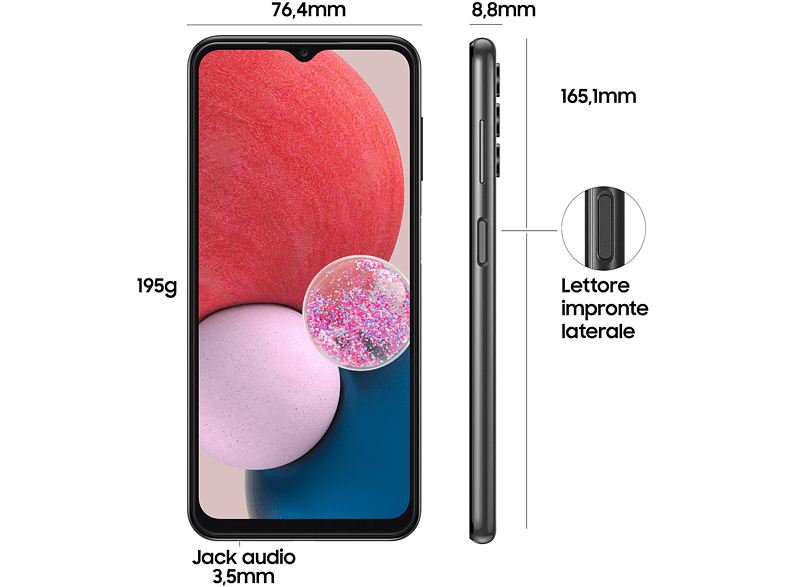 76,4mm
8,8mm
165,1mm
195g
Lettore
impronte
laterale
Jack audio
3,5mm